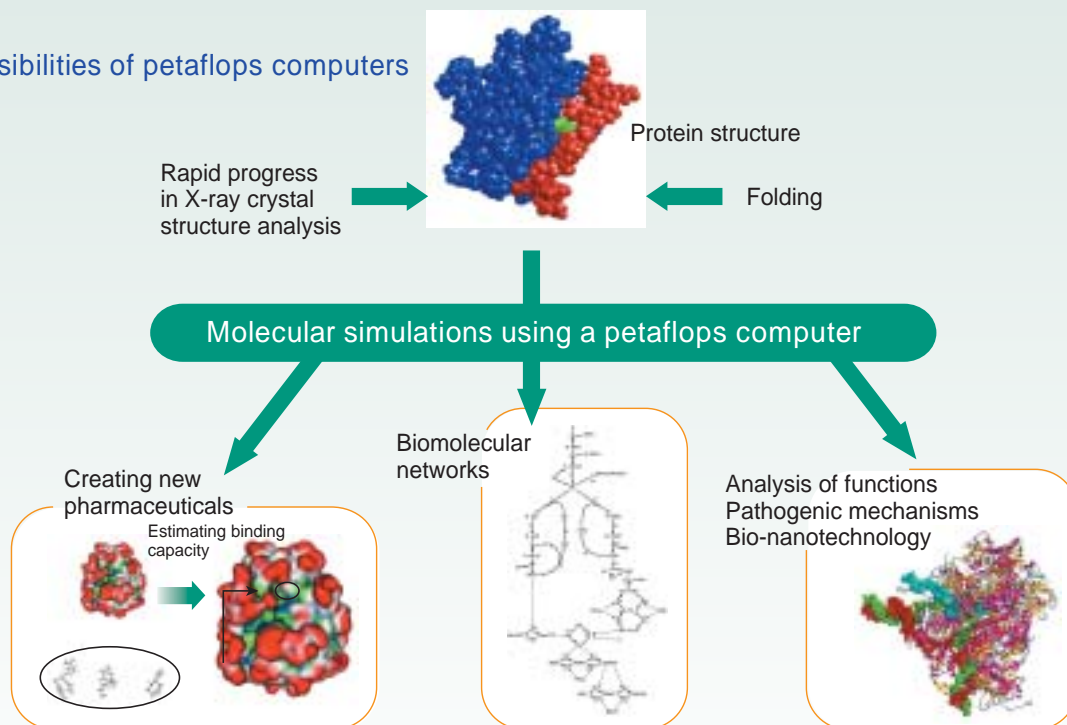 sibilities of petaflops computers
Protein structure
Rapid progress
in X-ray crystal
structure analysis
Folding
Molecular simulations using a petaflops computer
Creating new
pharmaceuticals
Estimating binding
capacity
Biomolecular
networks
Analysis of functions
Pathogenic mechanisms
Bio-nanotechnology